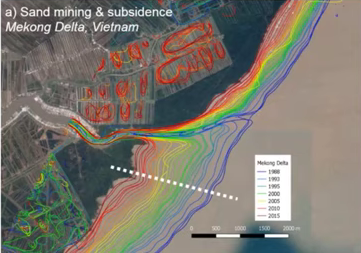 a) Sand mining & subsidence
Mekong Delta, Vietnam
Mekong Delta
1988
1993
1995
2000
2005
2010
2015
0 500 1000 1500 2000 m